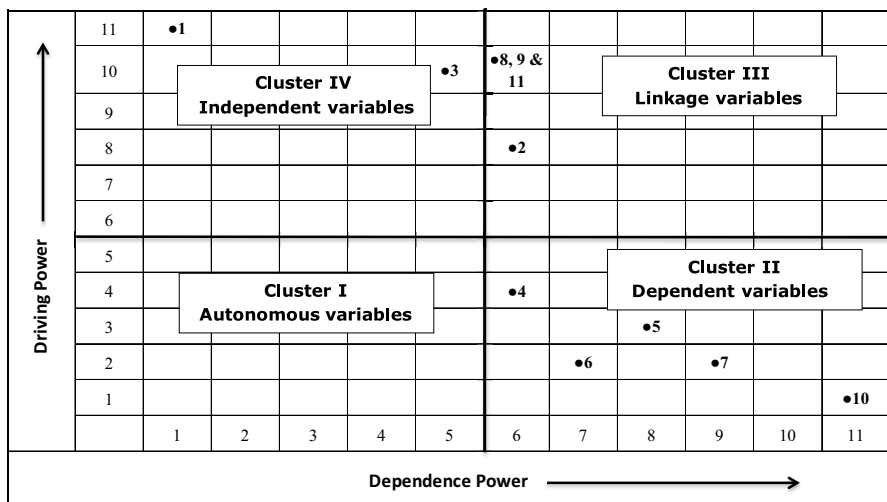 11 ●1
10 ●3 ●8, 9 &
11
Cluster IV
Independent variables
Cluster III
Linkage variables
9
8 ●2
7
6
5
4 ●4
Cluster I
Autonomous variables
Cluster II
Dependent variables
3 ●5
2 ●6 ●7
1 ●10
1 2 3 4 5 6 7 8 9 10 11
Driving Power
Dependence Power